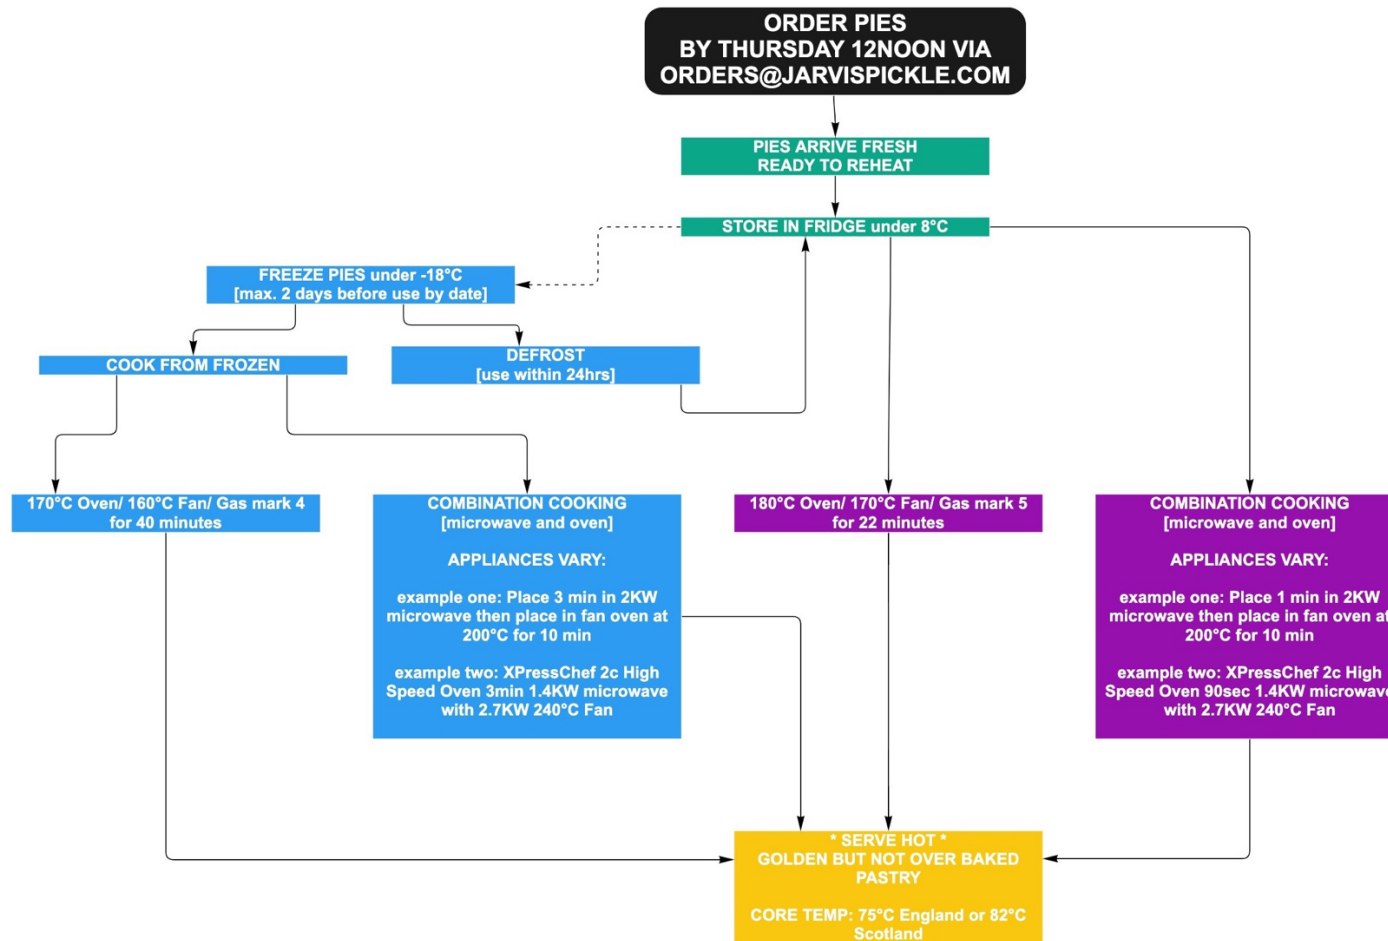 ORDER PIES
BY THURSDAY 12NOON VIA
ORDERS@JARVISPICKLE.COM
PIES ARRIVE FRESH
READY TO REHEAT
STORE IN FRIDGE under 8°C
FREEZE PIES under -18°C
[max. 2 days before use by date]
COOK FROM FROZEN
DEFROST
[use within 24hrs]
170°C Oven/ 160°C Fan/ Gas mark 4
for 40 minutes
COMBINATION COOKING
[microwave and oven]
APPLIANCES VARY:
example one: Place 3 min in 2KW
microwave then place in fan oven at
200°C for 10 min
example two: XPressChef 2c High
Speed Oven 3min 1.4KW microwave
with 2.7KW 240°C Fan
180°C Oven/ 170°C Fan/ Gas mark 5
for 22 minutes
COMBINATION COOKING
[microwave and oven]
APPLIANCES VARY:
example one: Place 1 min in 2KW
microwave then place in fan oven at
200°C for 10 min
example two: XPressChef 2c High
Speed Oven 90sec 1.4KW microwave
with 2.7KW 240°C Fan
* SERVE HOT *
GOLDEN BUT NOT OVER BAKED
PASTRY
CORE TEMP: 75°C England or 82°C
Scotland